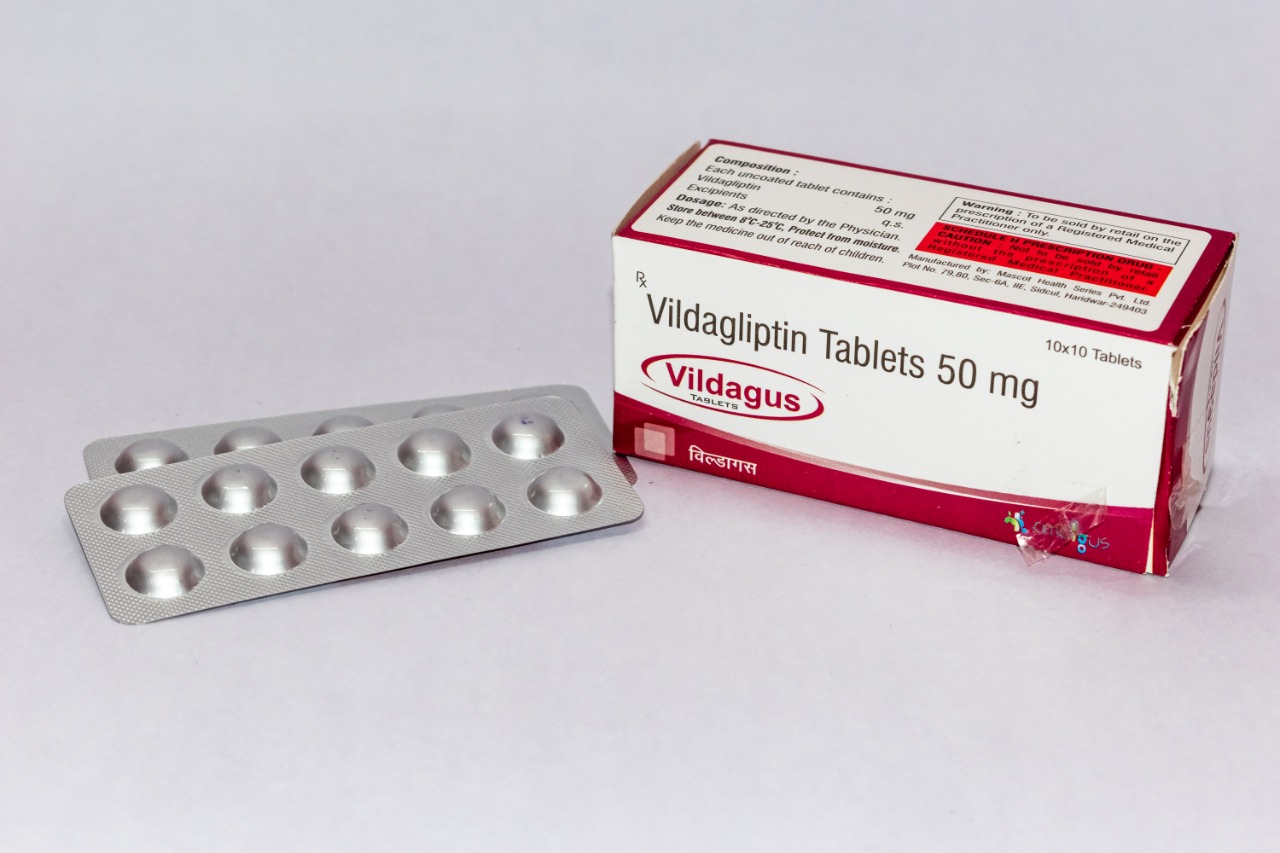 Composition :
Each uncoated tablet contains :
Vildagliptin 50 mg
Excipients q.s.
Dosage: As directed by the Physician.
Store between 8°C-25°C, Protect from moisture.
Keep the medicine out of reach of children.
Warning : To be sold by retail on the
prescription of a Registered Medical
Practitioner only.
SCHEDULE H PRESCRIPTION DRUG
CAUTION : Not to be sold by retail
without the prescription of a
Registered Medical Practitioner
Manufactured by: Mascot Health Series Pvt. Ltd.
Plot No. 79,80, Sec-6A, IIE, Sidcul, Haridwar-249403
Rx
Vildagliptin Tablets 50 mg
10x10 Tablets
Vildagus
TABLETS
विल्डागस